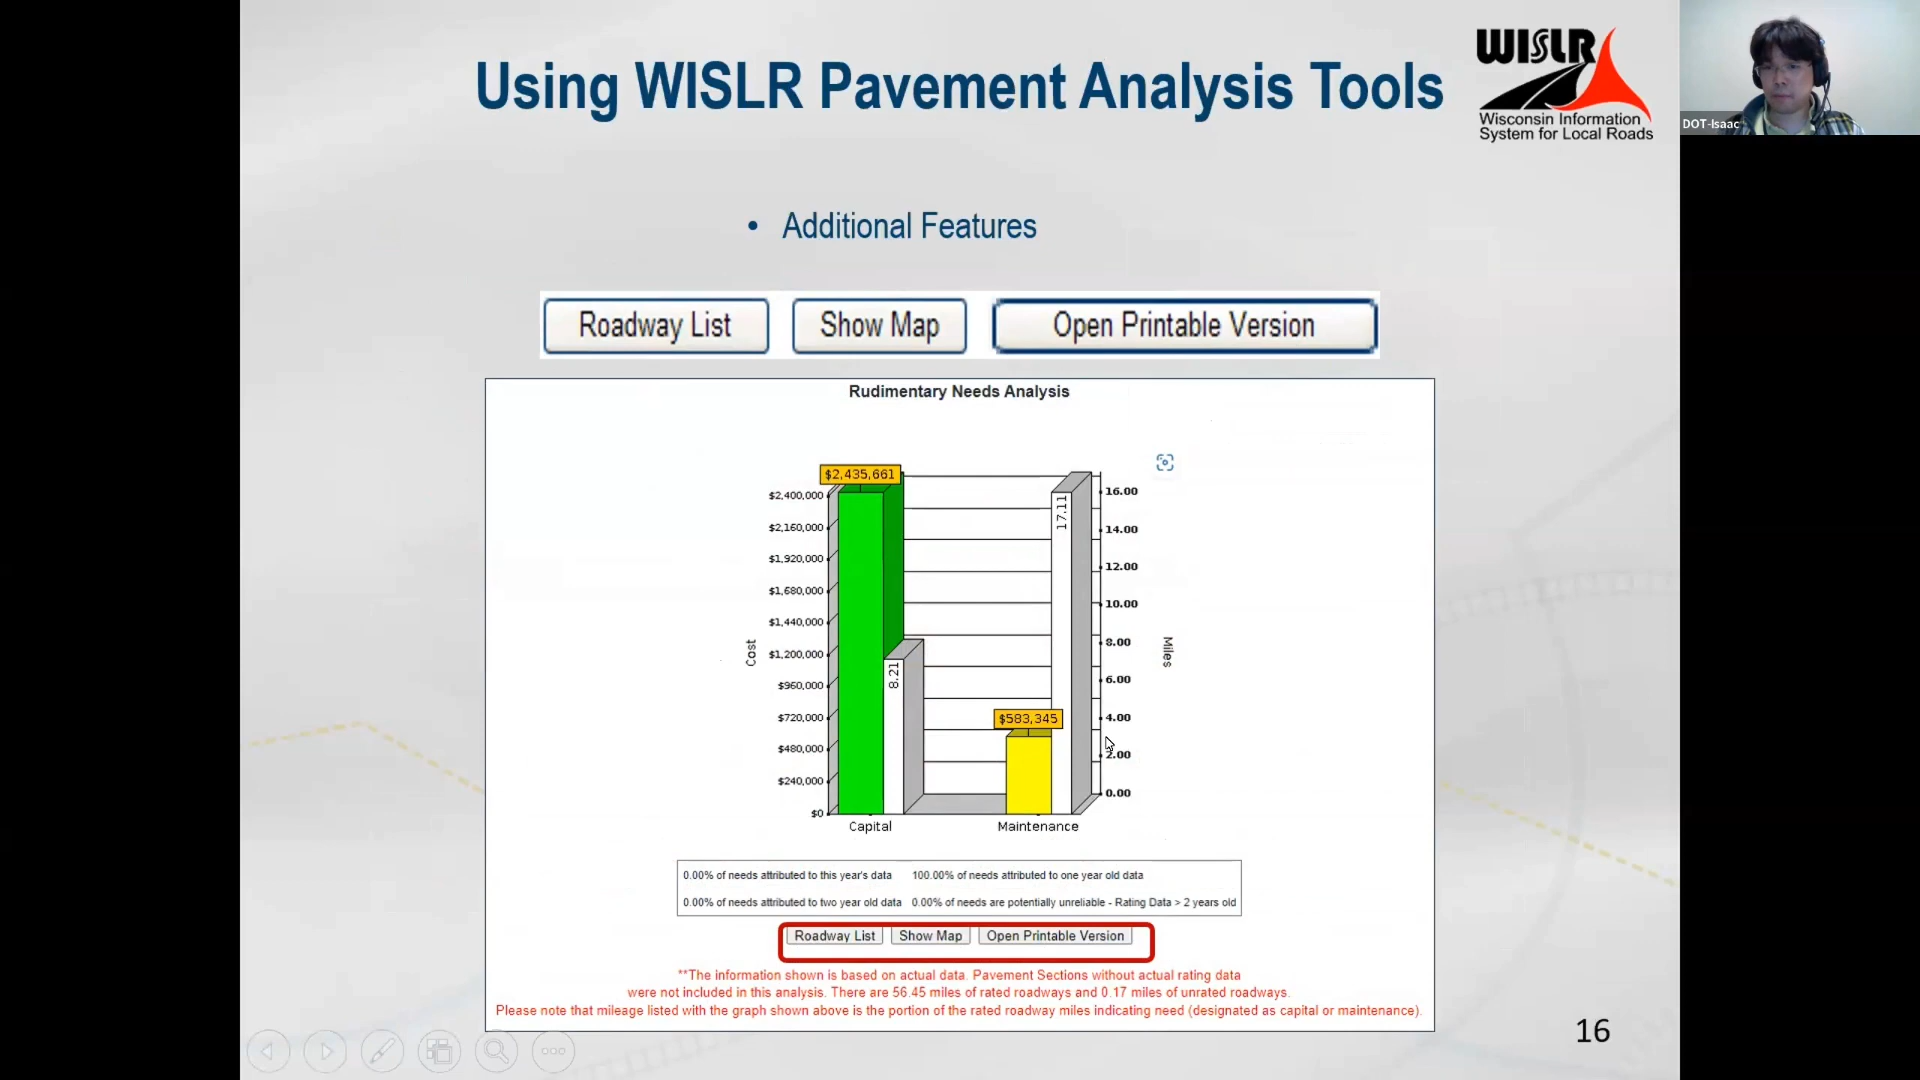 Using WISLR Pavement Analysis Tools
WISLR
Wisconsin Information
System for Local Roads
DOT-Isaac
• Additional Features
Roadway List
Show Map
Open Printable Version
Rudimentary Needs Analysis
$2,435,661
$2,400,000
$2,160,000
$1,920,000
$1,680,000
$1,440,000
$1,200,000
$960,000
$720,000
$480,000
$240,000
$0
Cost
8.21
$583,345
17.11
16.00
14.00
12.00
10.00
8.00
6.00
4.00
2.00
0.00
Miles
Capital
Maintenance
0.00% of needs attributed to this year's data
100.00% of needs attributed to one year old data
0.00% of needs attributed to two year old data
0.00% of needs are potentially unreliable - Rating Data > 2 years old
Roadway List
Show Map
Open Printable Version
**The information shown is based on actual data. Pavement Sections without actual rating data
were not included in this analysis. There are 56.45 miles of rated roadways and 0.17 miles of unrated roadways.
Please note that mileage listed with the graph shown above is the portion of the rated roadway miles indicating need (designated as capital or maintenance).
16